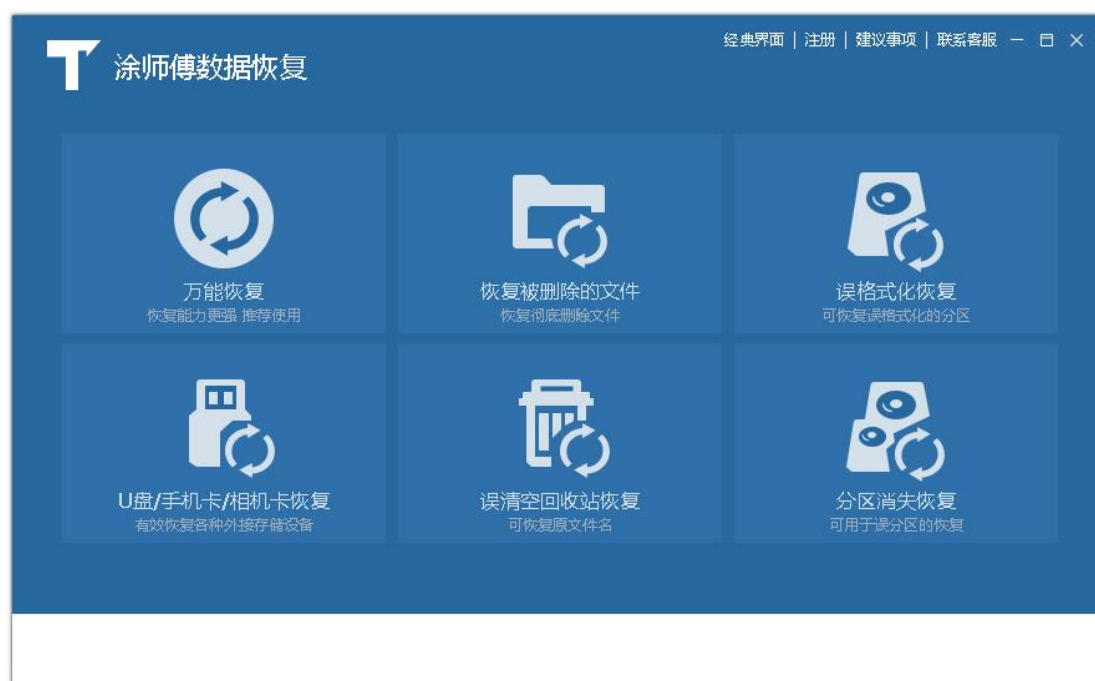 经典界面 | 注册 | 建议事项 | 联系客服
涂师傅数据恢复
万能恢复
恢复能力更强 推荐使用
恢复被删除的文件
恢复彻底删除文件
误格式化恢复
可恢复误格式化的分区
U盘/手机卡/相机卡恢复
有效恢复各种外接存储设备
误清空回收站恢复
可恢复原文件名
分区消失恢复
可用于误分区的恢复